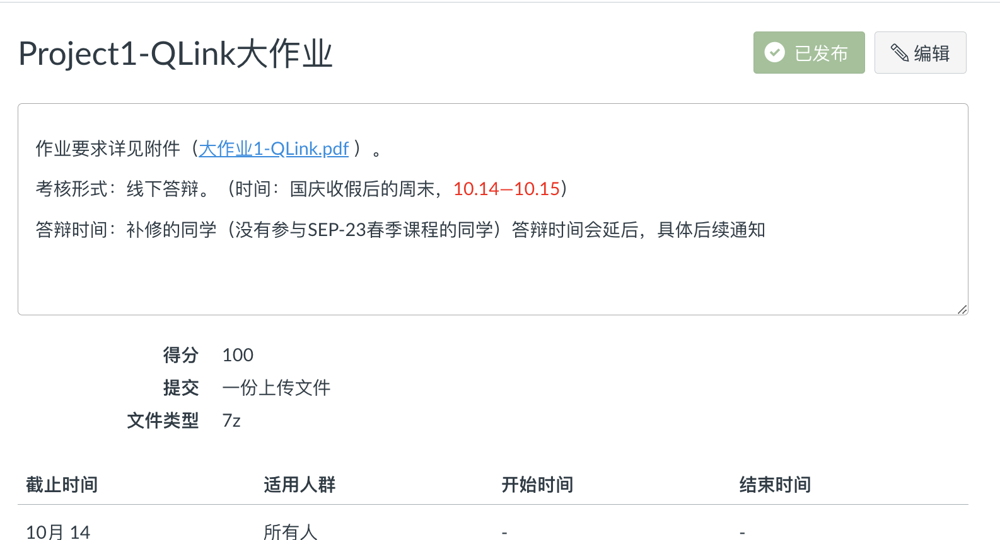 Project1-QLink大作业
已发布
编辑
作业要求详见附件（大作业1-QLink.pdf ）。
考核形式：线下答辩。（时间：国庆收假后的周末，10.14—10.15）
答辩时间：补修的同学（没有参与SEP-23春季课程的同学）答辩时间会延后，具体后续通知
得分 100
提交 一份上传文件
文件类型 7z
截止时间 适用人群 开始时间 结束时间
10月 14 所有人 - -